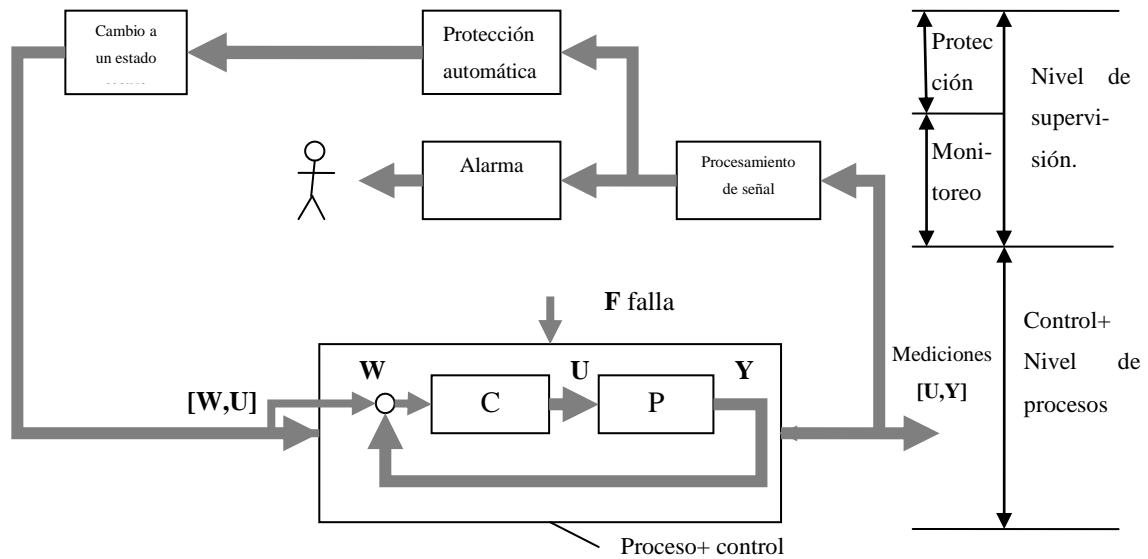 Cambio a
un estado
Protección
automática
Protec
ción
Nivel de
supervi-
sión.
Alarma
Procesamiento
de señal
Moni-
toreo
F falla
Control+
Nivel de
procesos
Mediciones
[U,Y]
W
U
Y
[W,U]
C
P
Proceso+ control